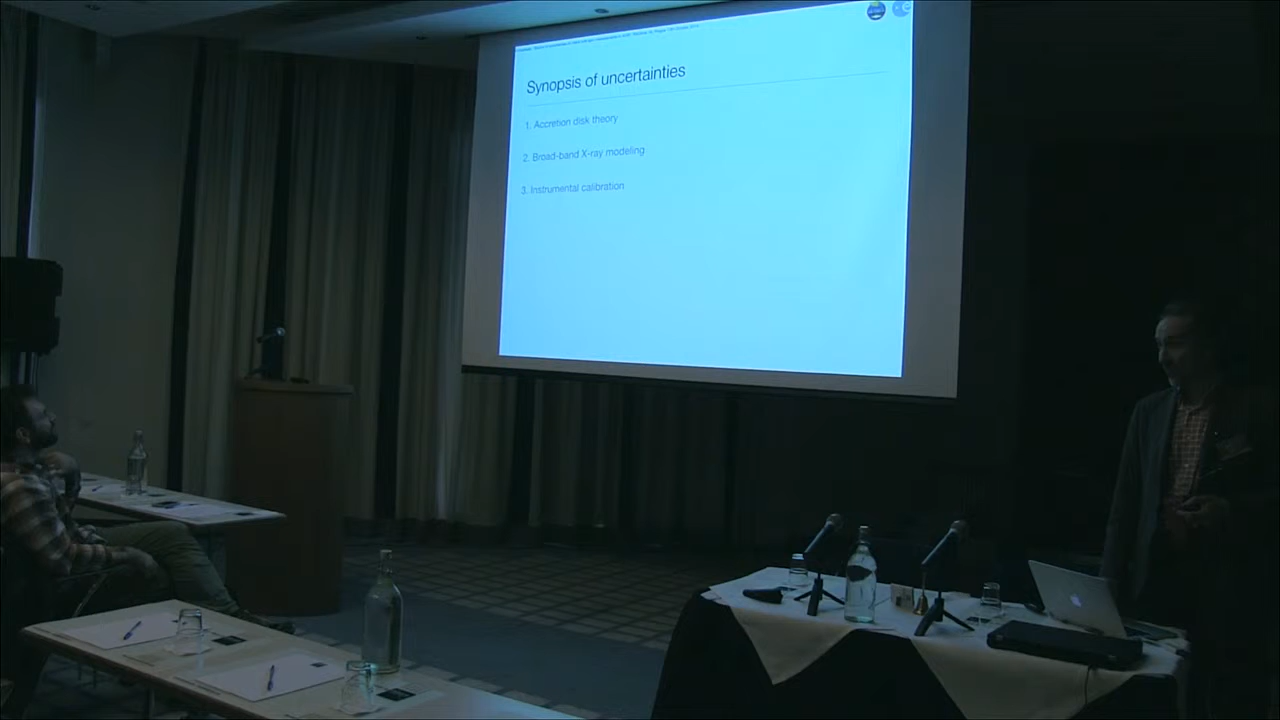 Synopsis of uncertainties
1. Accretion disk theory
2. Broad-band X-ray modeling
3. Instrumental calibration